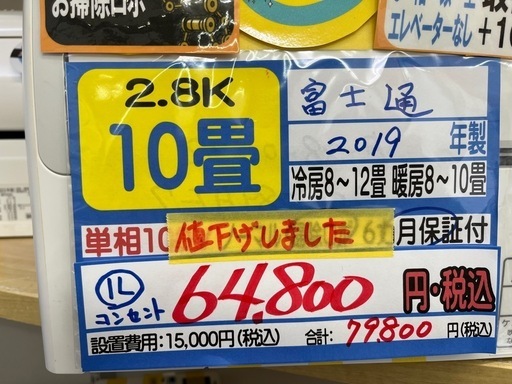 お掃除ロボ
エレベーターなし
2.8K
10畳
富士通
2019 年製
冷房8～12畳 暖房8～10畳
単相10
値下げしました
月保証付
1L
コンセント
64,800 円・税込
設置費用:15,000円(税込) 合計:79800 円(税込)